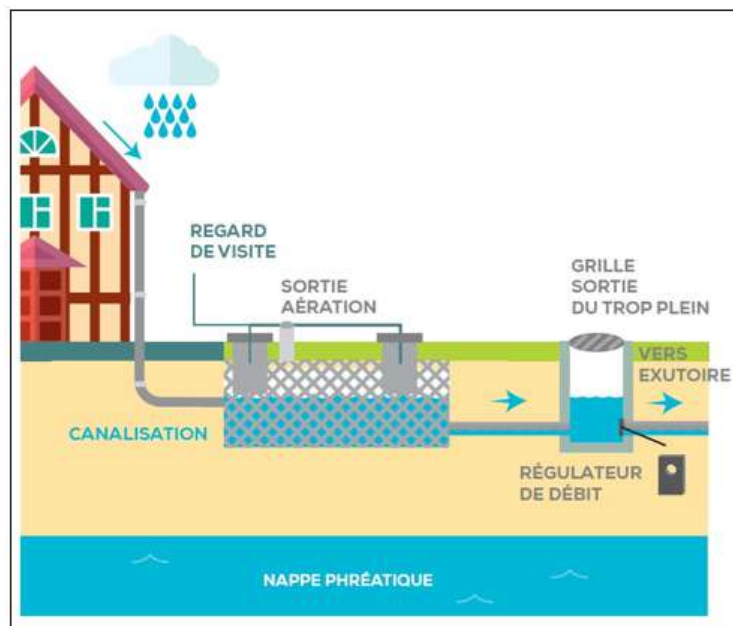 REGARD
DE VISITE
SORTIE
AÉRATION
GRILLE
SORTIE
DU TROP PLEIN
VERS
EXUTOIRE
CANALISATION
RÉGULATEUR
DE DÉBIT
NAPPE PHRÉATIQUE